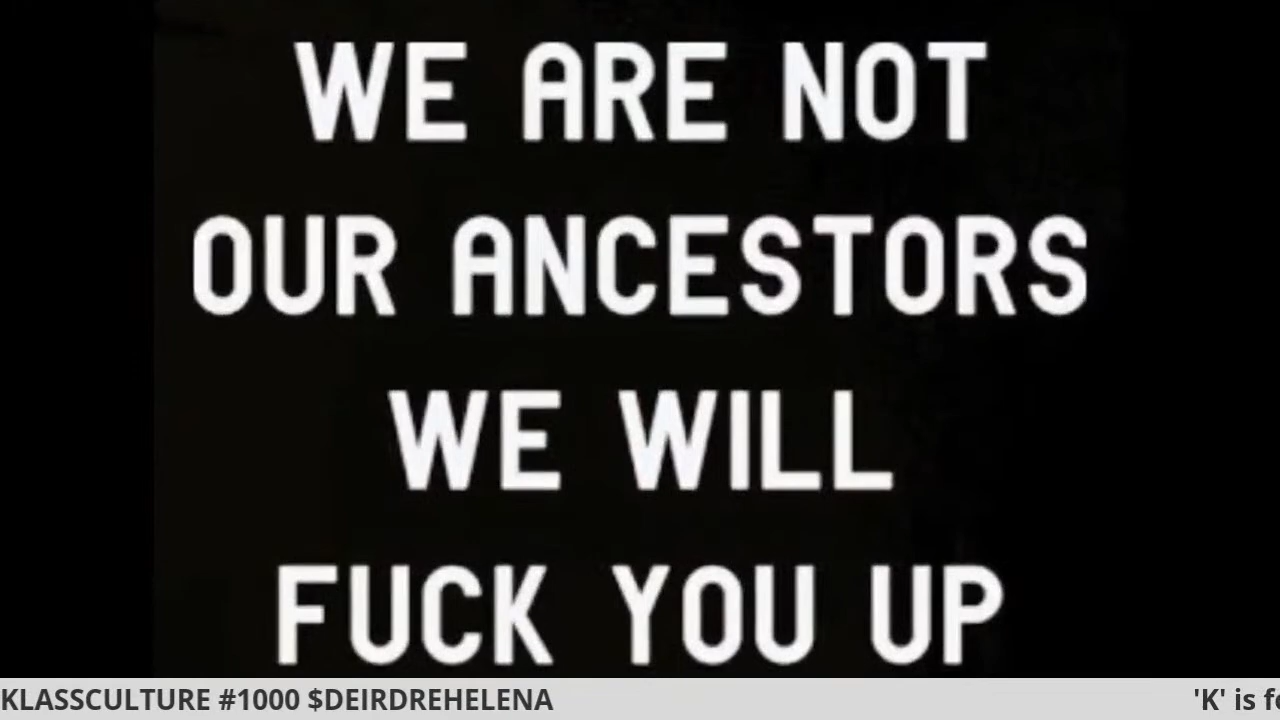 WE ARE NOT
OUR ANCESTORS
WE WILL
FUCK YOU UP
KLASSCULTURE #1000 $DEIRDREHELENA 'K' is